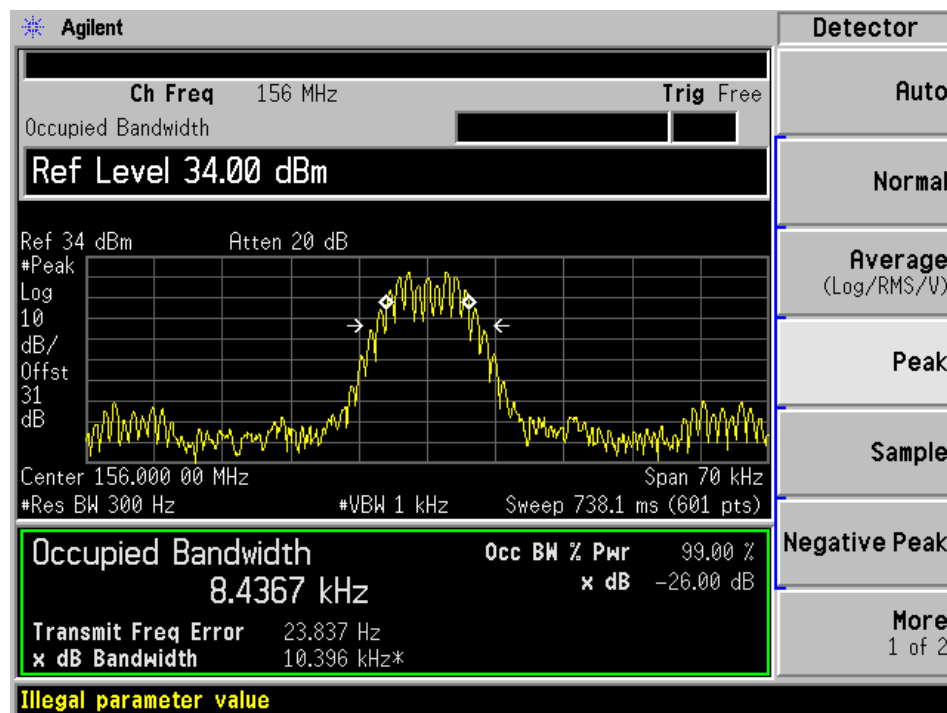 Agilent
Detector
Ch Freq 156 MHz Trig Free
Occupied Bandwidth
Ref Level 34.00 dBm
Ref 34 dBm Atten 20 dB
#Peak
Log
10
dB/
Offst
31
dB
Center 156.000 00 MHz Span 70 kHz
#Res BW 300 Hz #VBW 1 kHz Sweep 738.1 ms (601 pts)
Occupied Bandwidth
8.4367 kHz
Occ BW % Pwr 99.00 %
x dB -26.00 dB
Transmit Freq Error 23.837 Hz
x dB Bandwidth 10.396 kHz*
Illegal parameter value
Auto
Normal
Average
(Log/RMS/V)
Peak
Sample
Negative Peak
More
1 of 2